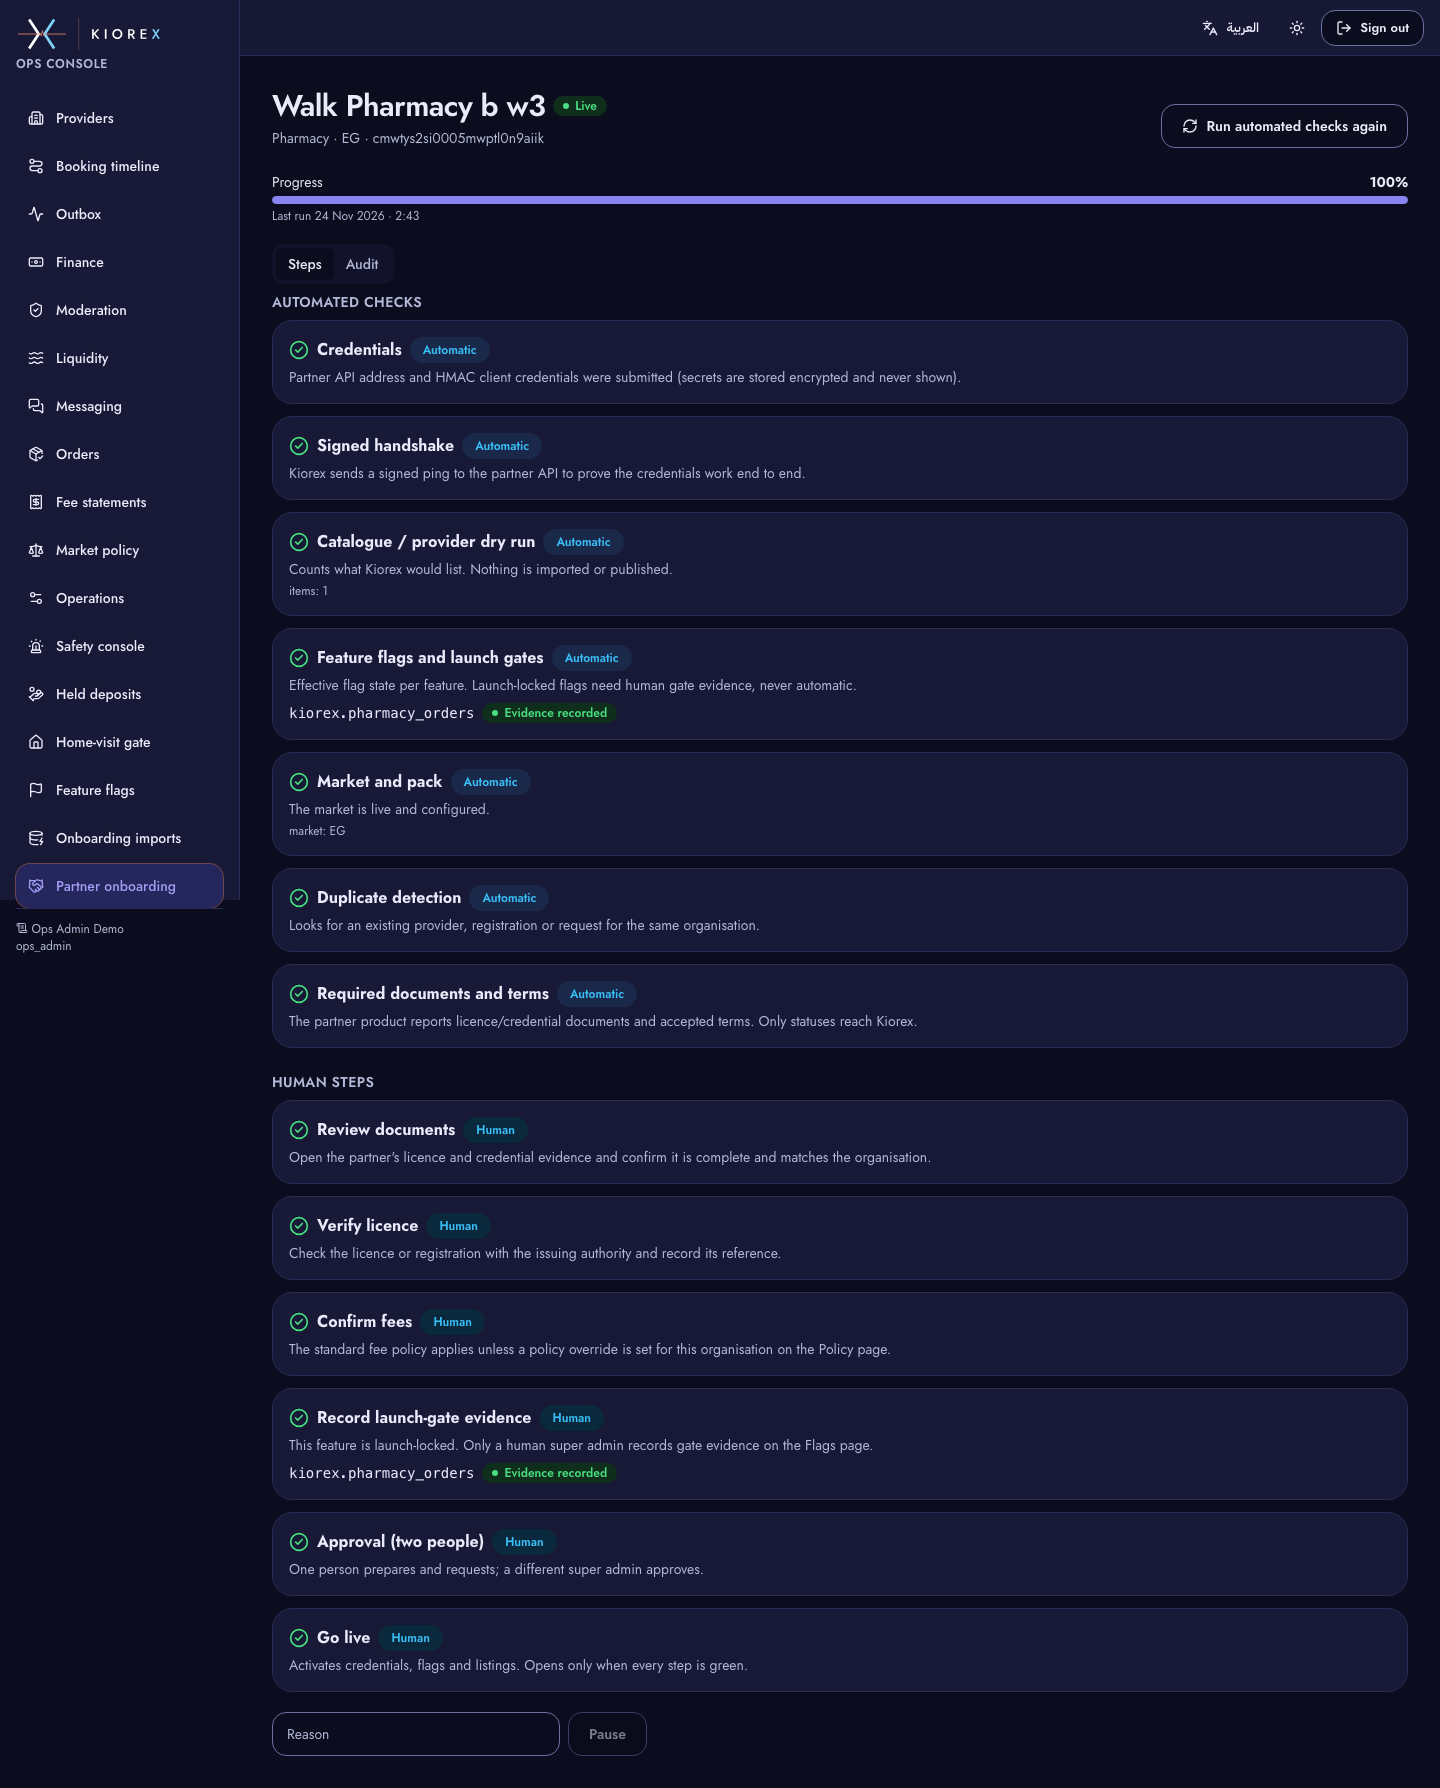 KIOREX
OPS CONSOLE
Providers
Booking timeline
Outbox
Finance
Moderation
Liquidity
Messaging
Orders
Fee statements
Market policy
Operations
Safety console
Held deposits
Home-visit gate
Feature flags
Onboarding imports
Partner onboarding
Ops Admin Demo
ops_admin
العربية
Sign out
Walk Pharmacy b w3 Live
Pharmacy · EG · cmwtys2si0005mwptl0n9aiik
Run automated checks again
Progress 100%
Last run 24 Nov 2026 · 2:43
Steps Audit
AUTOMATED CHECKS
Credentials Automatic
Partner API address and HMAC client credentials were submitted (secrets are stored encrypted and never shown).
Signed handshake Automatic
Kiorex sends a signed ping to the partner API to prove the credentials work end to end.
Catalogue / provider dry run Automatic
Counts what Kiorex would list. Nothing is imported or published.
items: 1
Feature flags and launch gates Automatic
Effective flag state per feature. Launch-locked flags need human gate evidence, never automatic.
kiorex.pharmacy_orders Evidence recorded
Market and pack Automatic
The market is live and configured.
market: EG
Duplicate detection Automatic
Looks for an existing provider, registration or request for the same organisation.
Required documents and terms Automatic
The partner product reports licence/credential documents and accepted terms. Only statuses reach Kiorex.
HUMAN STEPS
Review documents Human
Open the partner's licence and credential evidence and confirm it is complete and matches the organisation.
Verify licence Human
Check the licence or registration with the issuing authority and record its reference.
Confirm fees Human
The standard fee policy applies unless a policy override is set for this organisation on the Policy page.
Record launch-gate evidence Human
This feature is launch-locked. Only a human super admin records gate evidence on the Flags page.
kiorex.pharmacy_orders Evidence recorded
Approval (two people) Human
One person prepares and requests; a different super admin approves.
Go live Human
Activates credentials, flags and listings. Opens only when every step is green.
Reason Pause